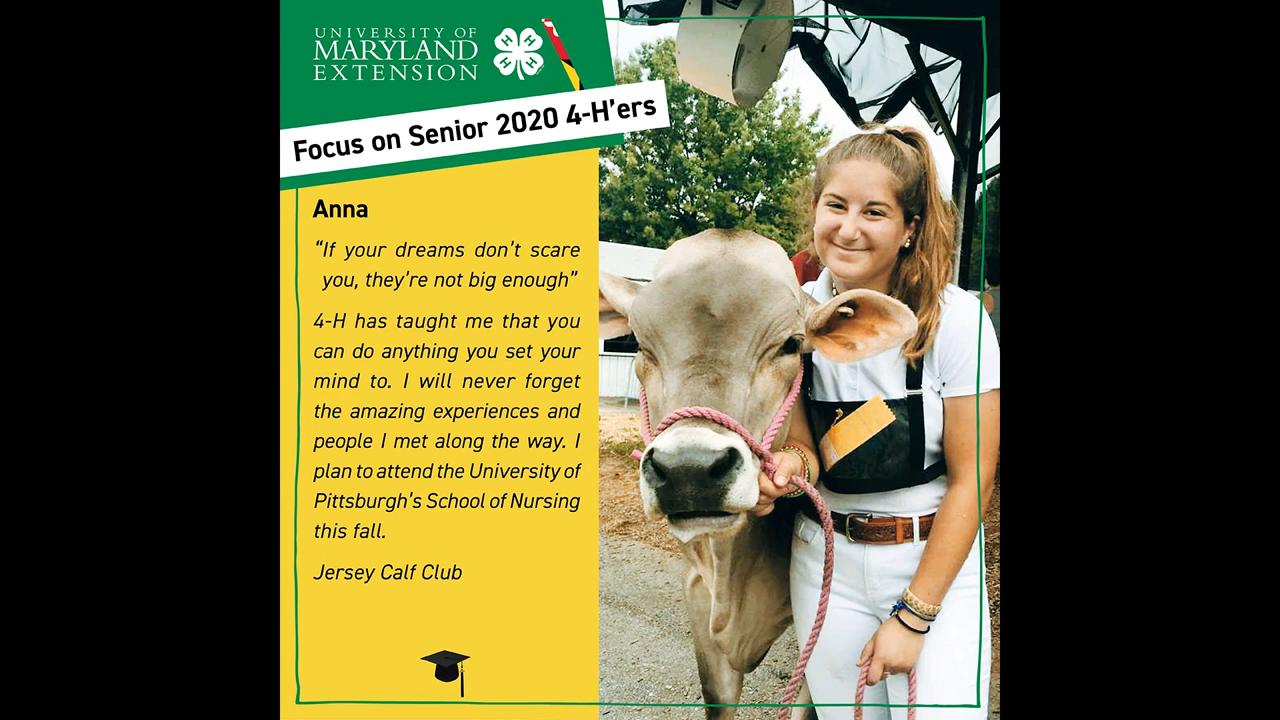 UNIVERSITY OF
MARYLAND
EXTENSION
H H
H H
Focus on Senior 2020 4-H'ers
Anna
“If your dreams don’t scare
you, they’re not big enough”
4-H has taught me that you
can do anything you set your
mind to. I will never forget
the amazing experiences and
people I met along the way. I
plan to attend the University of
Pittsburgh’s School of Nursing
this fall.
Jersey Calf Club